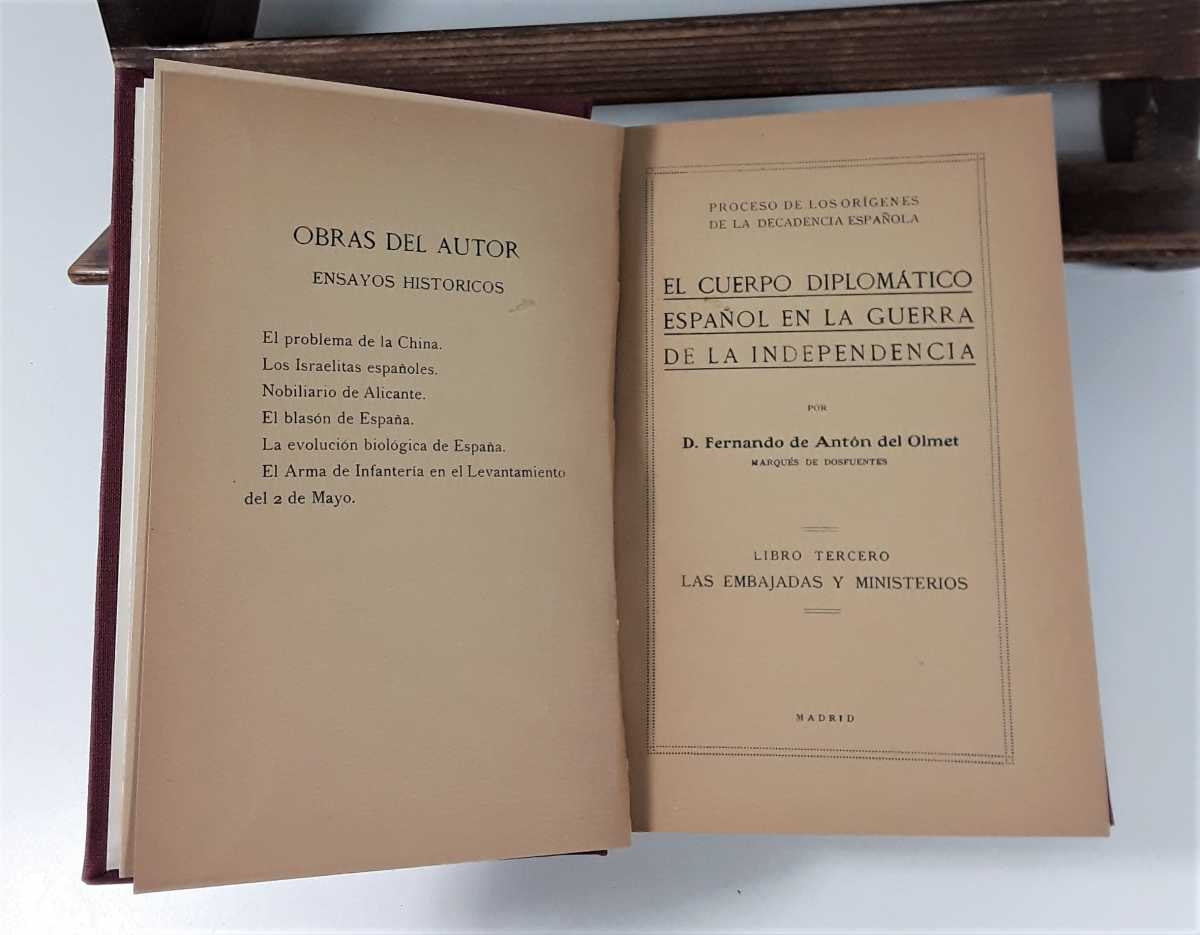 OBRAS DEL AUTOR
ENSAYOS HISTORICOS
El problema de la China.
Los Israelitas españoles.
Nobiliario de Alicante.
El blasón de España.
La evolución biológica de España.
El Arma de Infantería en el Levantamiento
del 2 de Mayo.
PROCESO DE LOS ORÍGENES
DE LA DECADENCIA ESPAÑOLA
EL CUERPO DIPLOMÁTICO
ESPAÑOL EN LA GUERRA
DE LA INDEPENDENCIA
POR
D. Fernando de Antón del Olmet
MARQUÉS DE DOSFUENTES
LIBRO TERCERO
LAS EMBAJADAS Y MINISTERIOS
MADRID